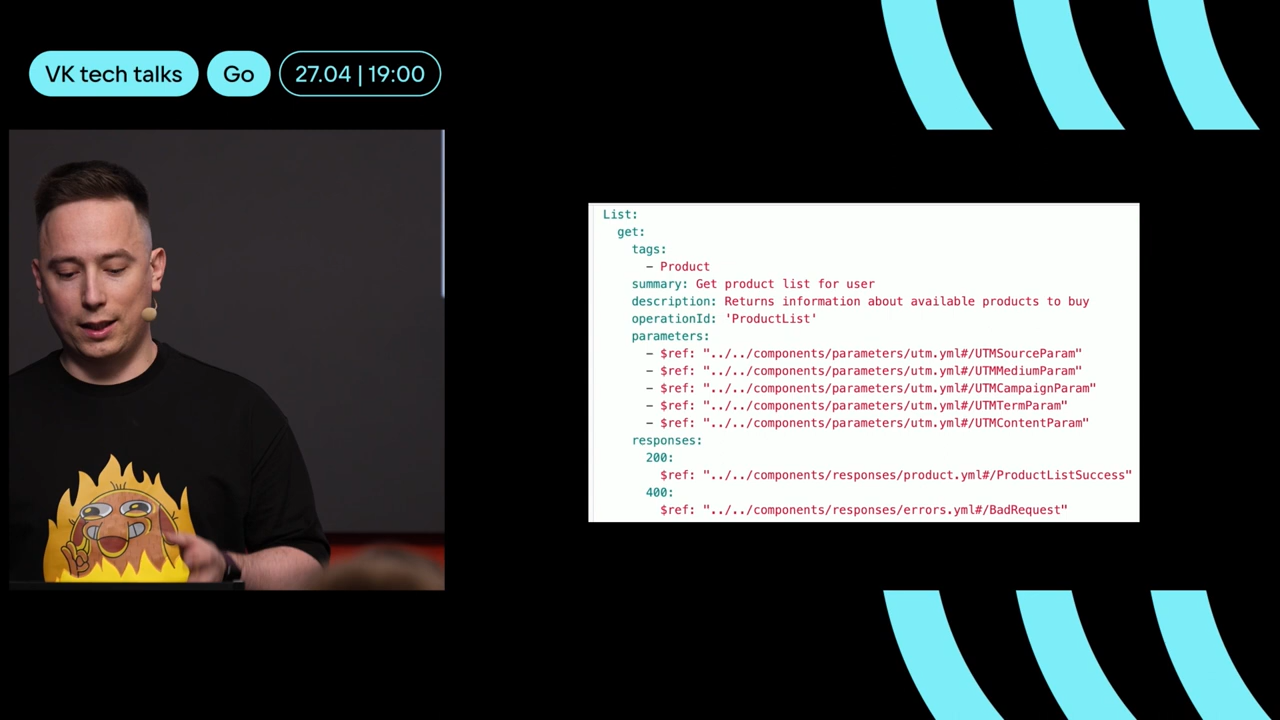 VK tech talks
Go
27.04 | 19:00
List:
get:
tags:
- Product
summary: Get product list for user
description: Returns information about available products to buy
operationId: 'ProductList'
parameters:
- $ref: "../../components/parameters/utm.yml#/UTMSourceParam"
- $ref: "../../components/parameters/utm.yml#/UTMMediumParam"
- $ref: "../../components/parameters/utm.yml#/UTMCampaignParam"
- $ref: "../../components/parameters/utm.yml#/UTMTermParam"
- $ref: "../../components/parameters/utm.yml#/UTMContentParam"
responses:
200:
$ref: "../../components/responses/product.yml#/ProductListSuccess"
400:
$ref: "../../components/responses/errors.yml#/BadRequest"